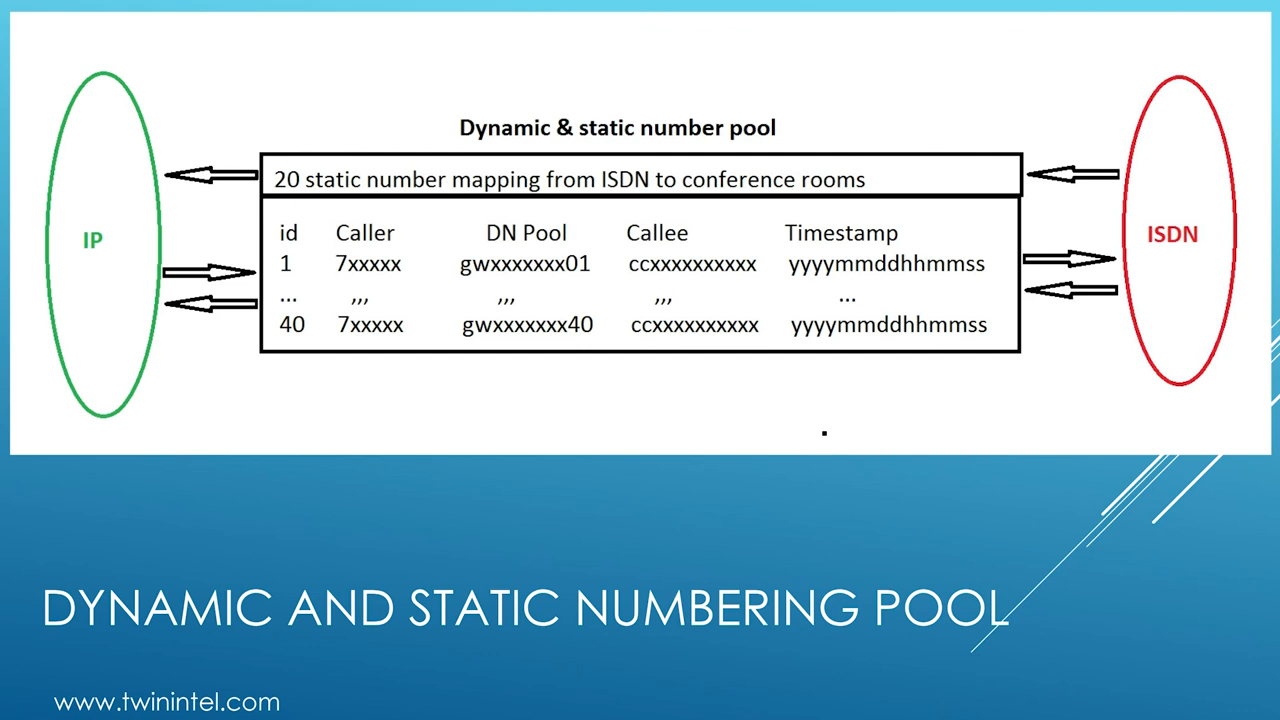 Dynamic & static number pool
20 static number mapping from ISDN to conference rooms
IP
ISDN
id Caller DN Pool Callee Timestamp
1 7xxxxx gwxxxxxxx01 ccxxxxxxxxxx yyyymmddhhmmss
... ,,, ,,, ,,, ...
40 7xxxxx gwxxxxxxx40 ccxxxxxxxxxx yyyymmddhhmmss
DYNAMIC AND STATIC NUMBERING POOL
www.twinintel.com